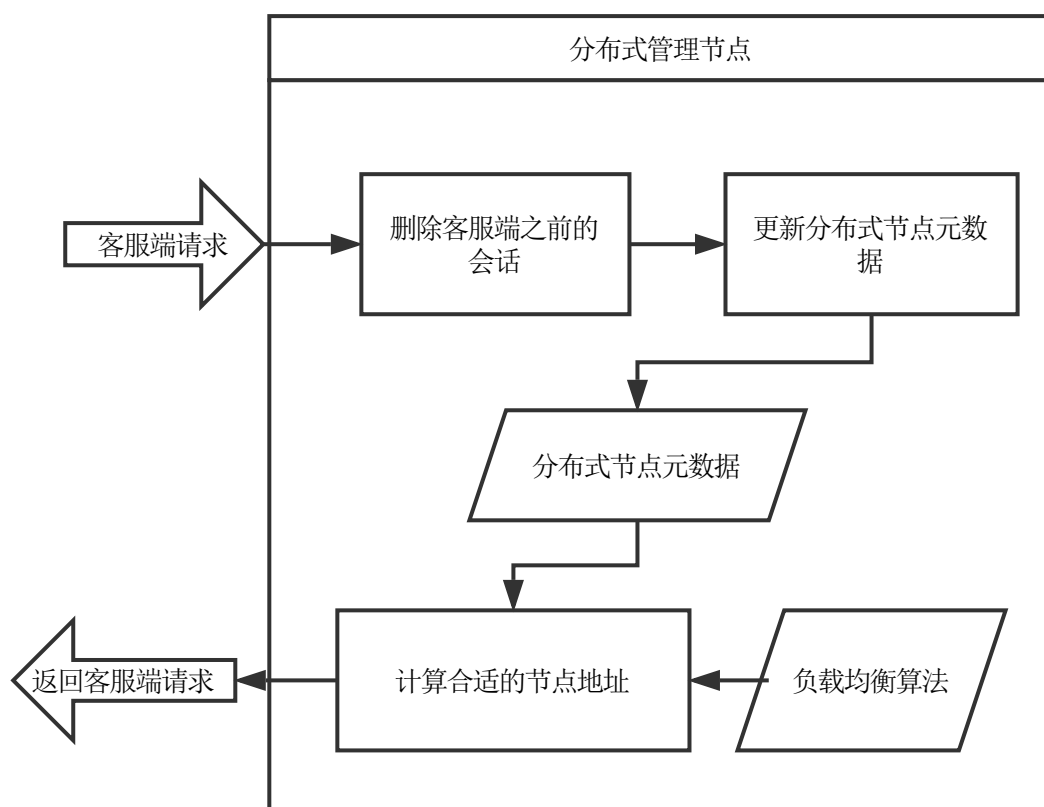 分布式管理节点
客服端请求
删除客服端之前的
会话
更新分布式节点元数
据
分布式节点元数据
返回客服端请求
计算合适的节点地址
负载均衡算法